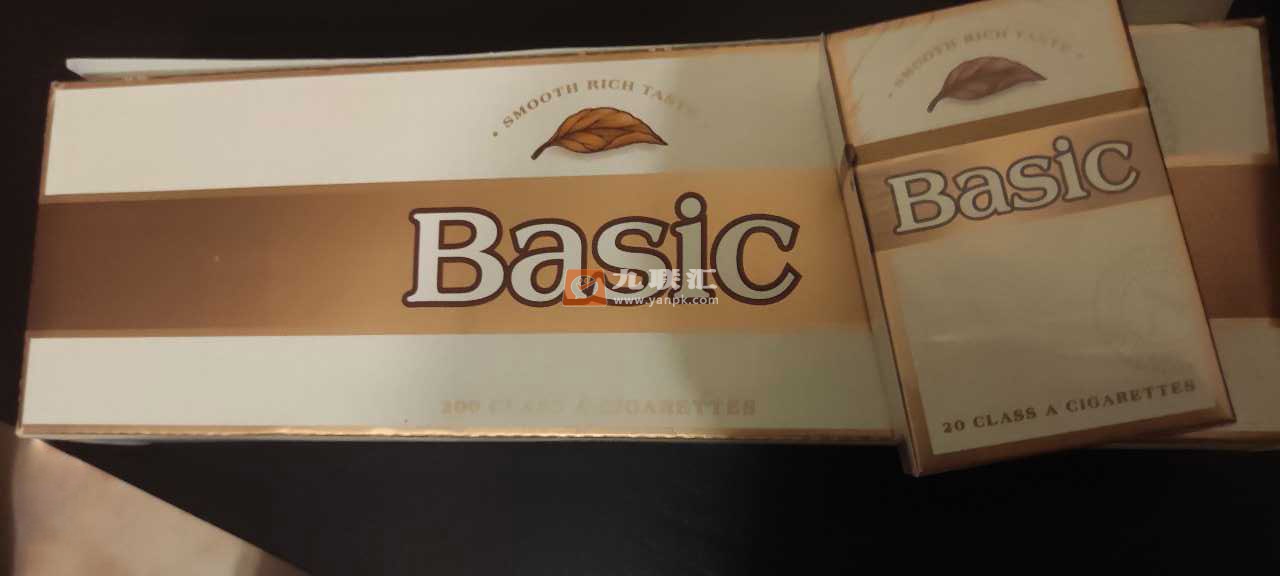 · SMOOTH RICH TASTE
Basic
九联汇
www.yanpk.com
200 CLASS A CIGARETTES
· SMOOTH RICH TASTE ·
Basic
20 CLASS A CIGARETTES